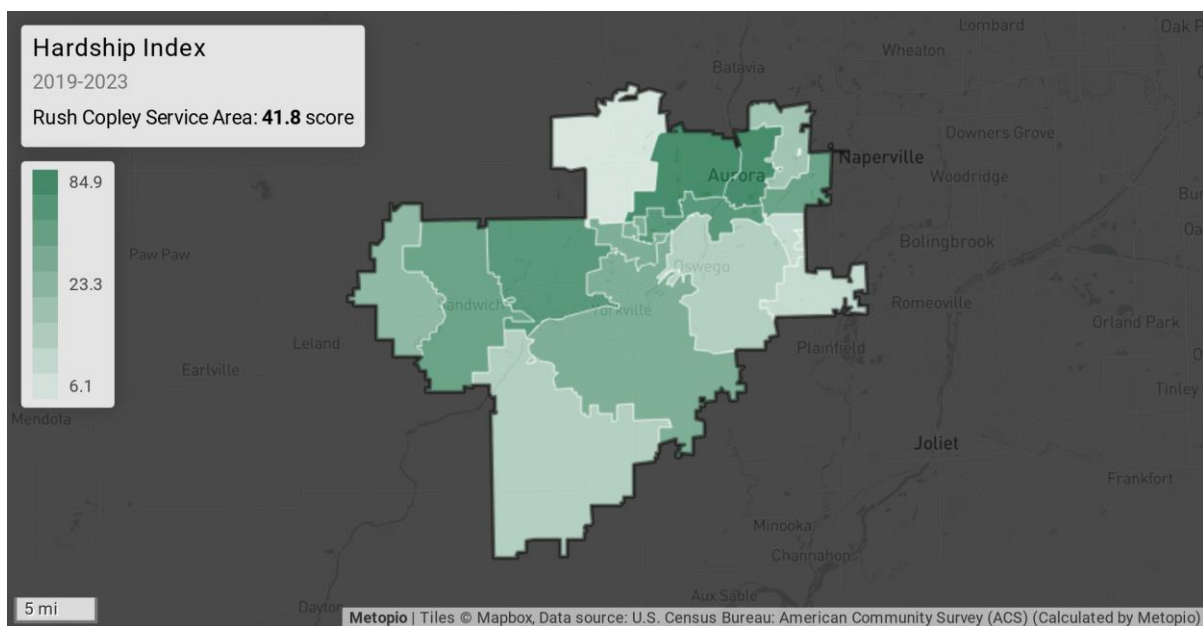 Hardship Index
2019-2023
Rush Copley Service Area: 41.8 score
84.9
23.3
6.1
Lombard
Wheaton
Batavia
Downers Grove
Naperville
Aurora
Woodridge
Bolingbrook
Paw Paw
Oswego
Sandwich
Yorkville
Romeoville
Leland
Orland Park
Plainfield
Earlville
Tinley
Mendota
Joliet
Frankfort
Minooka
Channahon
Aux Sable
Dayton
5 mi
Metopio | Tiles © Mapbox, Data source: U.S. Census Bureau: American Community Survey (ACS) (Calculated by Metopio)